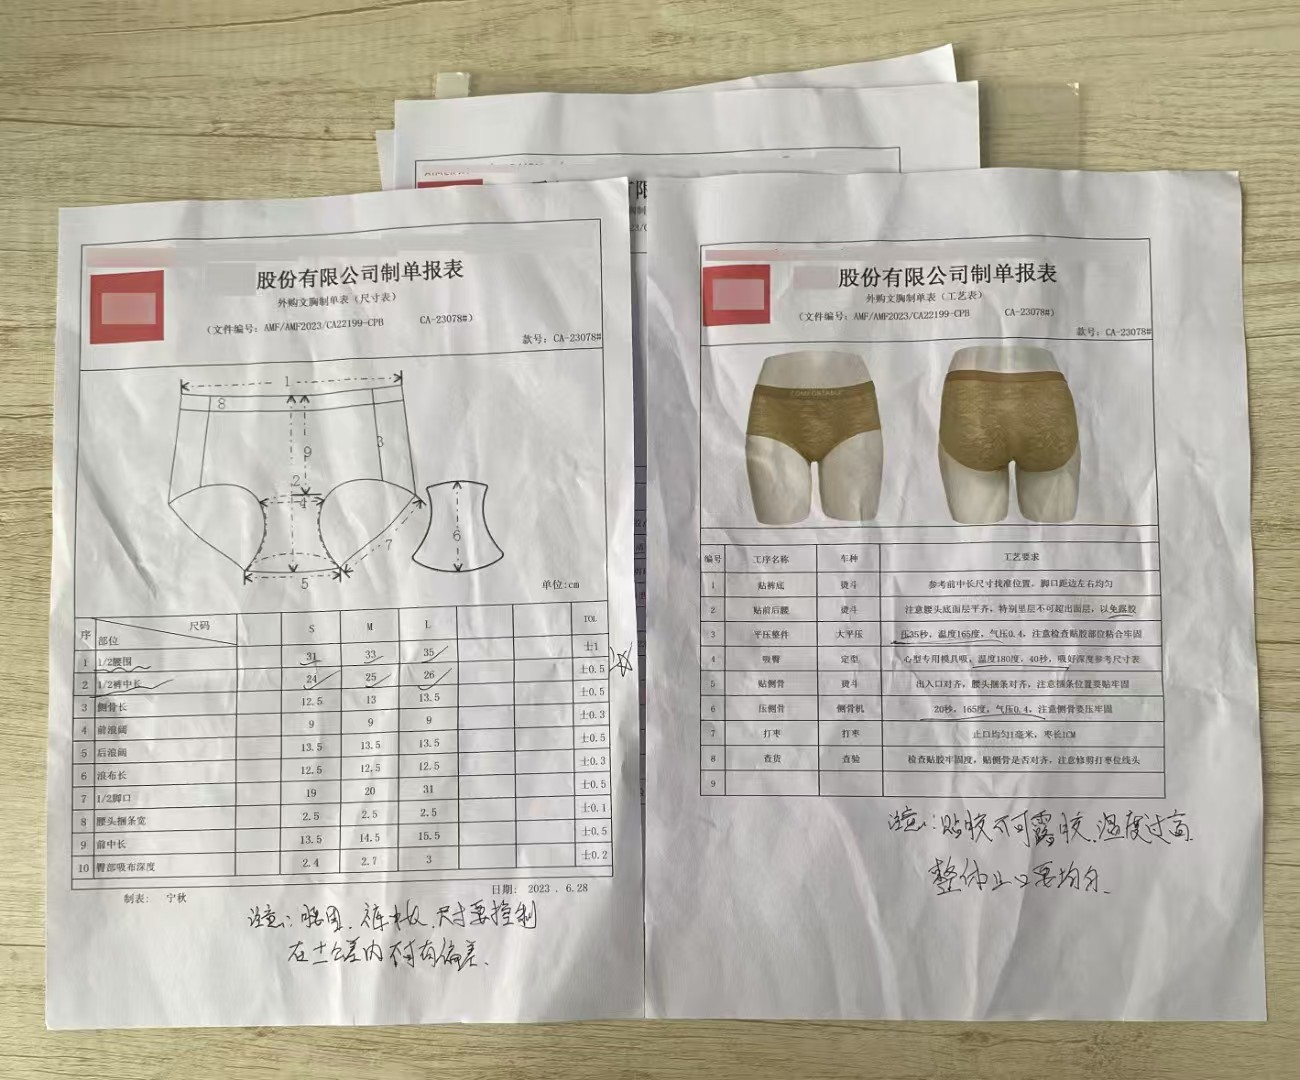 股份有限公司制单报表
外购文胸制单表（尺寸表）
（文件编号：AMF/AMF2023/CA22199-CPB CA-23078#）
款号：CA-23078#
1
8
9
3
2
4
7
6
5
单位:cm
序 部位 尺码 S M L TOL
1 1/2腰围 31 33 35 ±1
2 1/2裤中长 24 25 26 ±0.5
3 侧骨长 12.5 13 13.5 ±0.5
4 前浪阔 9 9 9 ±0.3
5 后浪阔 13.5 13.5 13.5 ±0.5
6 浪布长 12.5 12.5 12.5 ±0.3
7 1/2脚口 19 20 31 ±0.5
8 腰头捆条宽 2.5 2.5 2.5 ±0.1
9 前中长 13.5 14.5 15.5 ±0.5
10 臀部吸布深度 2.4 2.7 3 ±0.2
制表： 宁秋 日期： 2023 . 6.28
注意：腰围、裤中长、尺寸要控制
在±公差内不可有偏差、
股份有限公司制单报表
外购文胸制单表（工艺表）
（文件编号：AMF/AMF2023/CA22199-CPB CA-23078#）
款号：CA-23078#
COMFORTABLE
编号 工序名称 车种 工艺要求
1 贴裤底 熨斗 参考前中长尺寸找准位置，脚口距边左右均匀
2 贴前后腰 熨斗 注意腰头底面层平齐，特别里层不可超出面层，以免露胶
3 平压整件 大平压 压35秒，温度165度，气压0.4，注意检查贴胶部位粘合牢固
4 吸臀 定型 心型专用模具吸，温度180度，40秒，吸好深度参考尺寸表
5 贴侧骨 熨斗 出入口对齐，腰头捆条对齐，注意捆条位置要贴牢固
6 压侧骨 侧骨机 20秒，165度，气压0.4，注意侧骨要压牢固
7 打枣 打枣 止口均匀1毫米，枣长1CM
8 查货 查验 检查贴胶牢固度，贴侧骨是否对齐，注意修剪打枣位线头
9
注意：贴胶不可露胶、温度过高
整体止口要均匀、